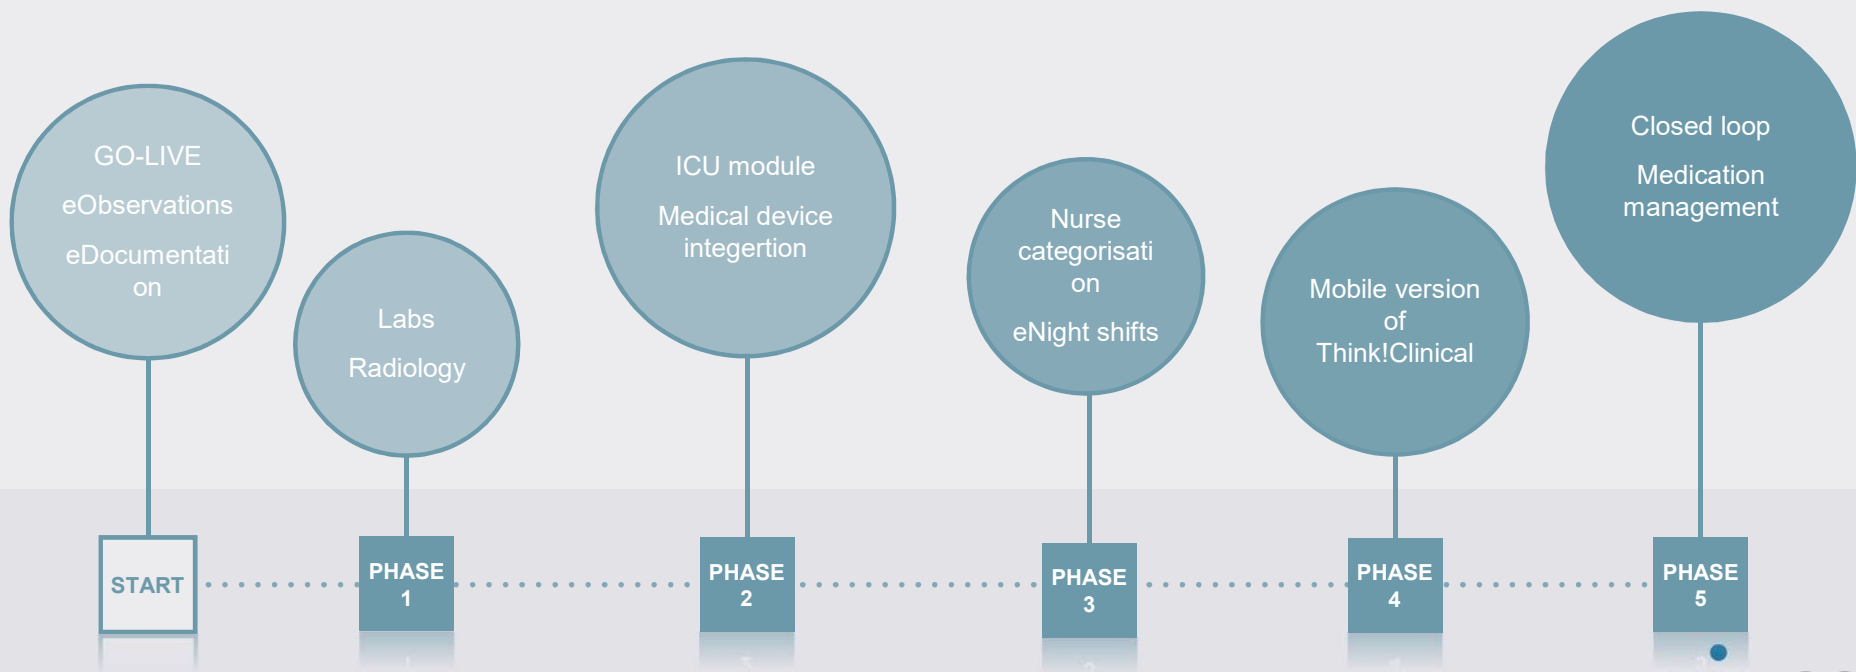 GO-LIVE
eObservations
eDocumentati
on
Labs
Radiology
ICU module
Medical device
integertion
Nurse
categorisati
on
eNight shifts
Mobile version
of
Think!Clinical
Closed loop
Medication
management
START
PHASE
1
PHASE
2
PHASE
3
PHASE
4
PHASE
5